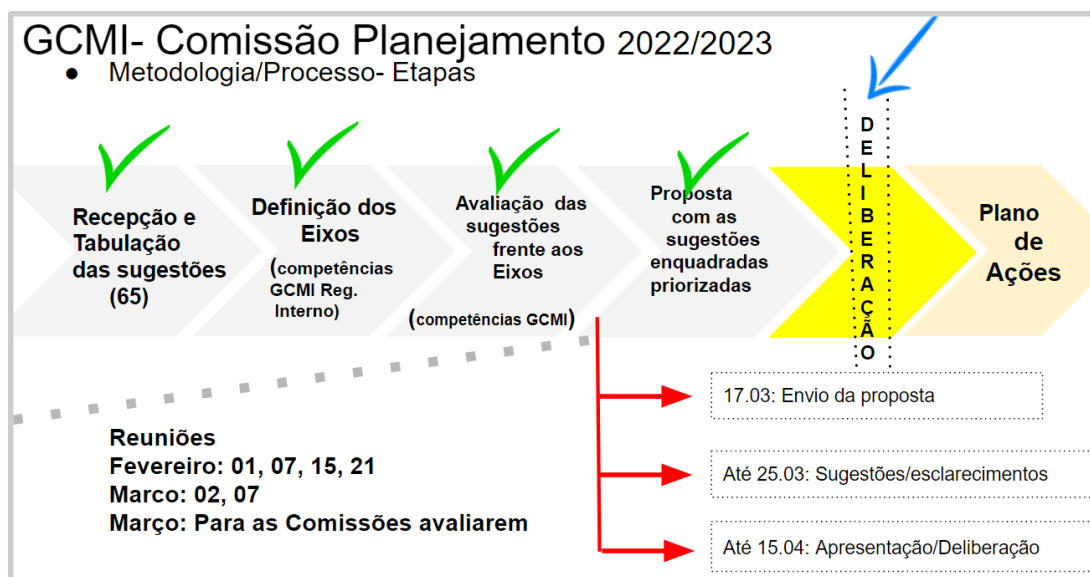 GCMI- Comissão Planejamento 2022/2023
● Metodologia/Processo- Etapas
Recepção e
Tabulação
das sugestões
(65)
Definição dos
Eixos
(competências
GCMI Reg.
Interno)
Avaliação das
sugestões
frente aos
Eixos
(competências GCMI)
Proposta
com as
sugestões
enquadradas
priorizadas
DELIBERAÇÃO
Plano
de
Ações
17.03: Envio da proposta
Até 25.03: Sugestões/esclarecimentos
Até 15.04: Apresentação/Deliberação
Reuniões
Fevereiro: 01, 07, 15, 21
Marco: 02, 07
Março: Para as Comissões avaliarem